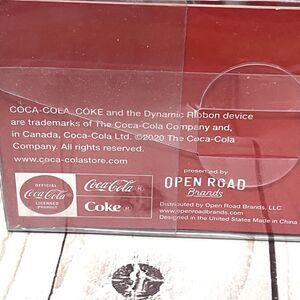 COCA-COLA, COKE and the Dynamic Ribbon device
are trademarks of The Coca-Cola Company and,
in Canada, Coca-Cola Ltd. ©2020 The Coca-Cola
Company. All rights reserved.
www.coca-colastore.com
OFFICIAL
Coca-Cola
LICENSED
PRODUCT
Coca-Cola ®
Coke ®
presented by
OPEN ROAD
Brands
Distributed by Open Road Brands, LLC
www.openroadbrands.com
Designed in the United States Made in China